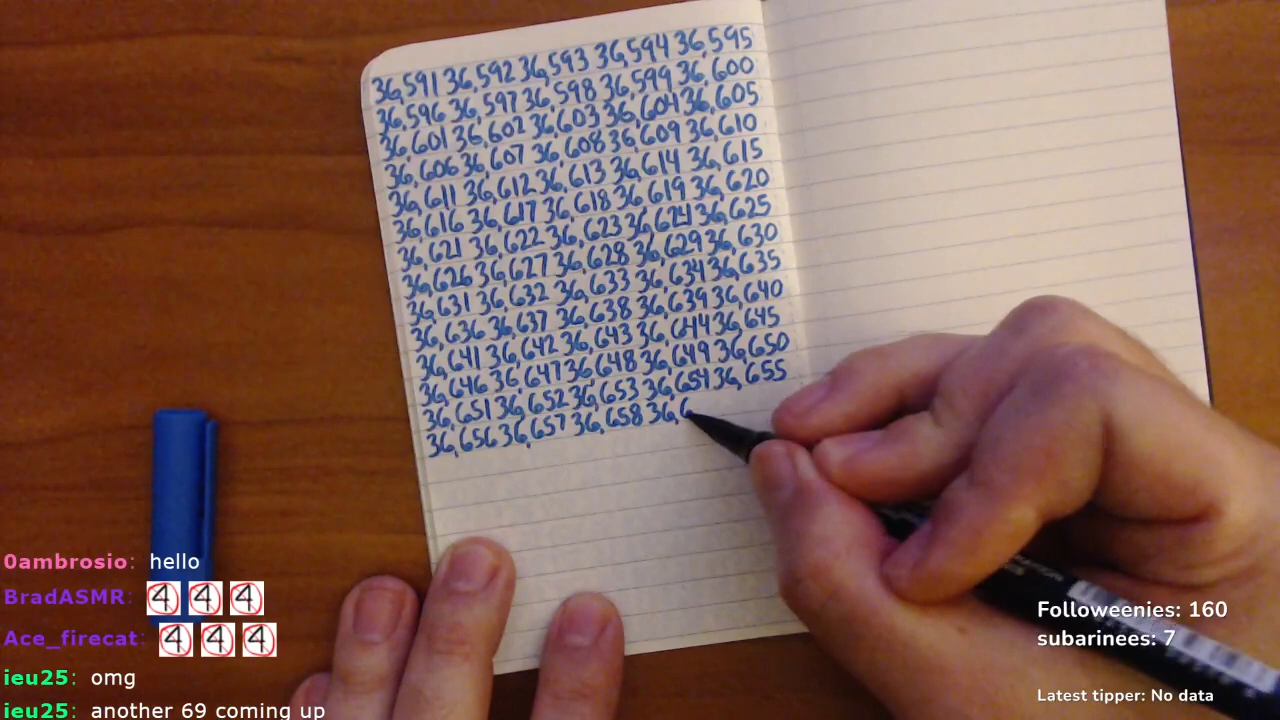 36,591 36,592 36,593 36,594 36,595
36,596 36,597 36,598 36,599 36,600
36,601 36,602 36,603 36,604 36,605
36,606 36,607 36,608 36,609 36,610
36,611 36,612 36,613 36,614 36,615
36,616 36,617 36,618 36,619 36,620
36,621 36,622 36,623 36,624 36,625
36,626 36,627 36,628 36,629 36,630
36,631 36,632 36,633 36,634 36,635
36,636 36,637 36,638 36,639 36,640
36,641 36,642 36,643 36,644 36,645
36,646 36,647 36,648 36,649 36,650
36,651 36,652 36,653 36,654 36,655
36,656 36,657 36,658 36,6
0ambrosio: hello
BradASMR: 4 4 4
Ace_firecat: 4 4 4
ieu25: omg
ieu25: another 69 coming up
Followeenies: 160
subarinees: 7
Latest tipper: No data